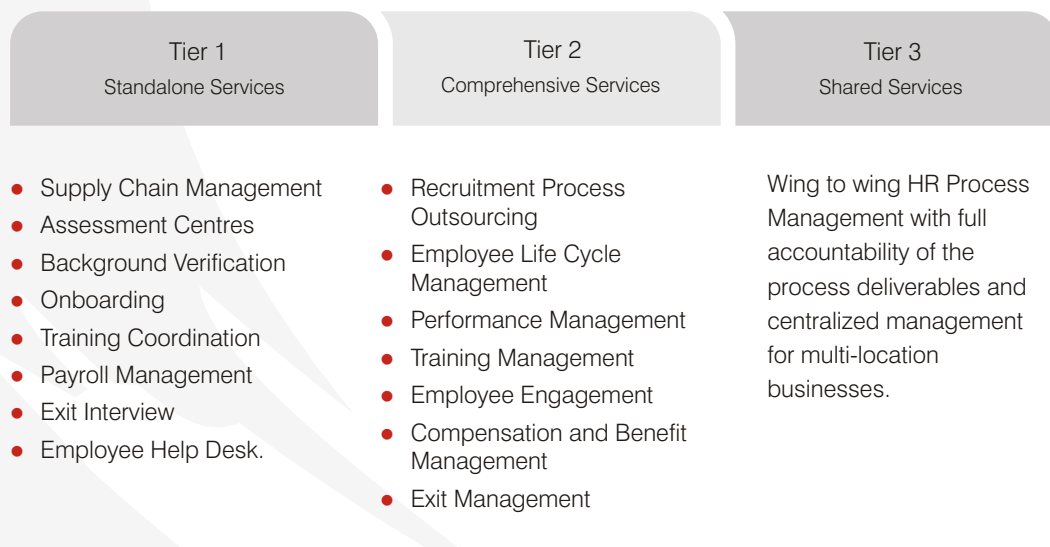 Tier 1
Standalone Services
Supply Chain Management
Assessment Centres
Background Verification
Onboarding
Training Coordination
Payroll Management
Exit Interview
Employee Help Desk.
Tier 2
Comprehensive Services
Recruitment Process
Outsourcing
Employee Life Cycle
Management
Performance Management
Training Management
Employee Engagement
Compensation and Benefit
Management
Exit Management
Tier 3
Shared Services
Wing to wing HR Process
Management with full
accountability of the
process deliverables and
centralized management
for multi-location
businesses.